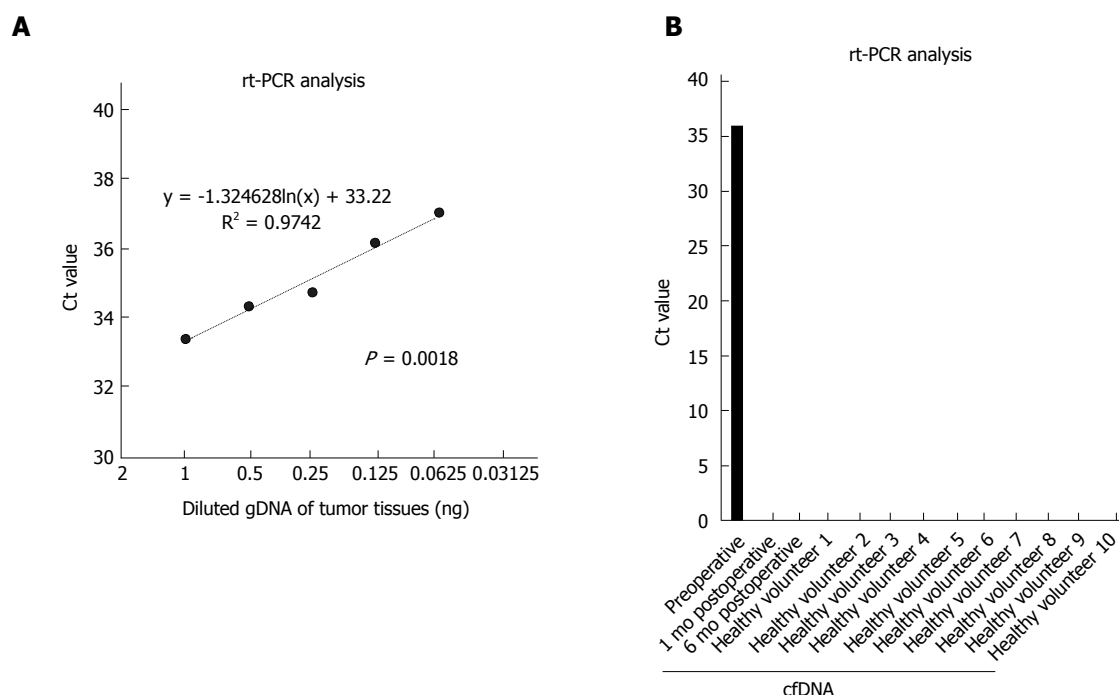 A
rt-PCR analysis
40
38
36
34
32
30
Ct value
y = -1.324628ln(x) + 33.22
R² = 0.9742
P = 0.0018
2 1 0.5 0.25 0.125 0.0625 0.03125
Diluted gDNA of tumor tissues (ng)
B
rt-PCR analysis
40
35
30
25
20
15
10
5
0
Ct value
Preoperative
1 mo postoperative
6 mo postoperative
Healthy volunteer 1
Healthy volunteer 2
Healthy volunteer 3
Healthy volunteer 4
Healthy volunteer 5
Healthy volunteer 6
Healthy volunteer 7
Healthy volunteer 8
Healthy volunteer 9
Healthy volunteer 10
cfDNA